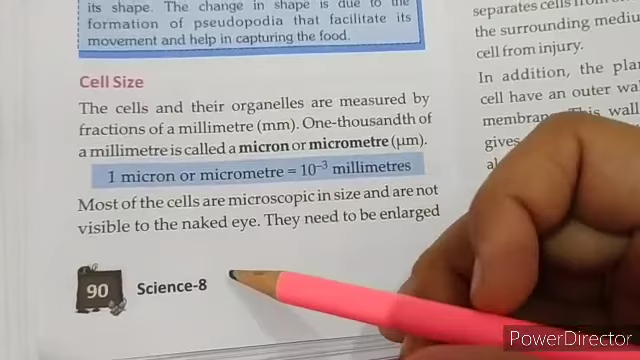 its shape. The change in shape is due to the
formation of pseudopodia that facilitate its
movement and help in capturing the food.
Cell Size
The cells and their organelles are measured by
fractions of a millimetre (mm). One-thousandth of
a millimetre is called a micron or micrometre (μm).
1 micron or micrometre = 10⁻³ millimetres
Most of the cells are microscopic in size and are not
visible to the naked eye. They need to be enlarged
90 Science-8
separates cells
the surrounding
cell from injury.
In addition, the
cell have an outer
This wall
gives
PowerDirector